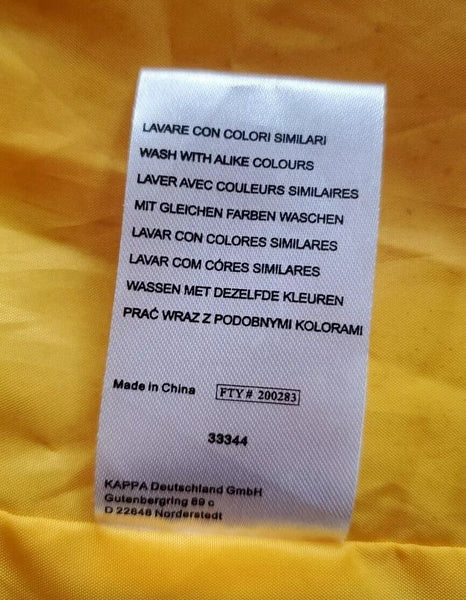 LAVARE CON COLORI SIMILARI
WASH WITH ALIKE COLOURS
LAVER AVEC COULEURS SIMILAIRES
MIT GLEICHEN FARBEN WASCHEN
LAVAR CON COLORES SIMILARES
LAVAR COM CÓRES SIMILARES
WASSEN MET DEZELFDE KLEUREN
PRAĆ WRAZ Z PODOBNYMI KOLORAMI
Made in China FTY# 200283
33344
KAPPA Deutschland GmbH
Gutenbergring 69 c
D 22848 Norderstedt